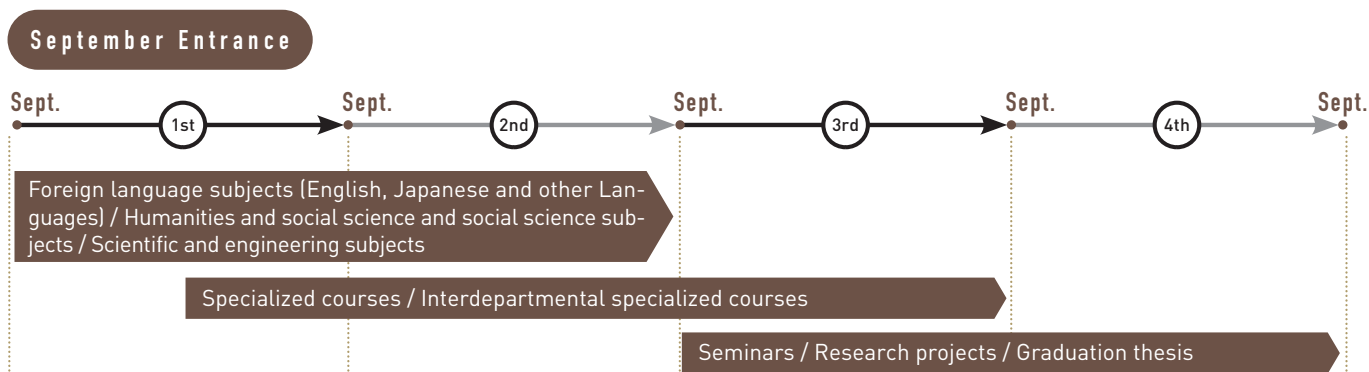 September Entrance
Sept. Sept. Sept. Sept. Sept.
1st 2nd 3rd 4th
Foreign language subjects (English, Japanese and other Lan-
guages) / Humanities and social science and social science sub-
jects / Scientific and engineering subjects
Specialized courses / Interdepartmental specialized courses
Seminars / Research projects / Graduation thesis